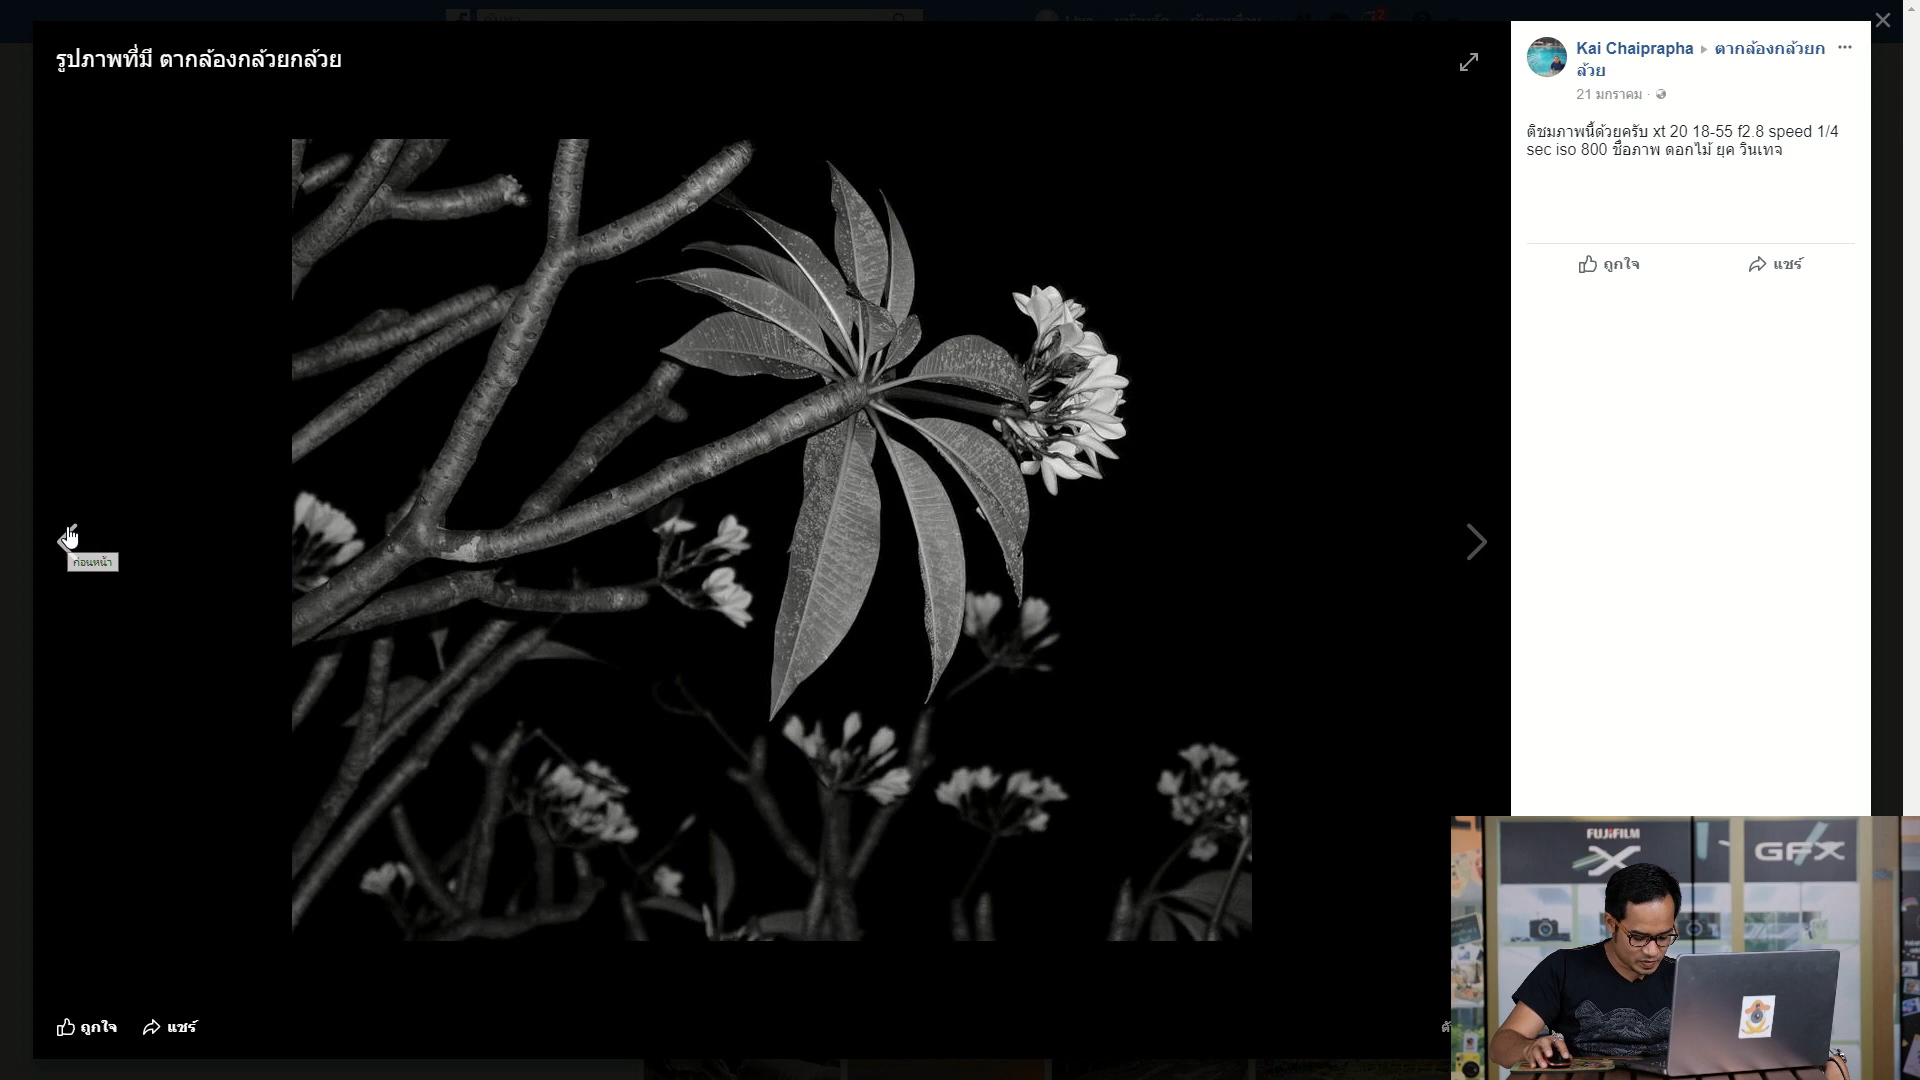 รูปภาพที่มี ตากล้องกล้วยกล้วย
Kai Chaiprapha ▸ ตากล้องกล้วยก
ล้วย
21 มกราคม ·
ติชมภาพนี้ด้วยครับ xt 20 18-55 f2.8 speed 1/4
sec iso 800 ชื่อภาพ ดอกไม้ ยุค วินเทจ
ถูกใจ แชร์
ก่อนหน้า
ถูกใจ แชร์
FUJIFILM
X
GFX